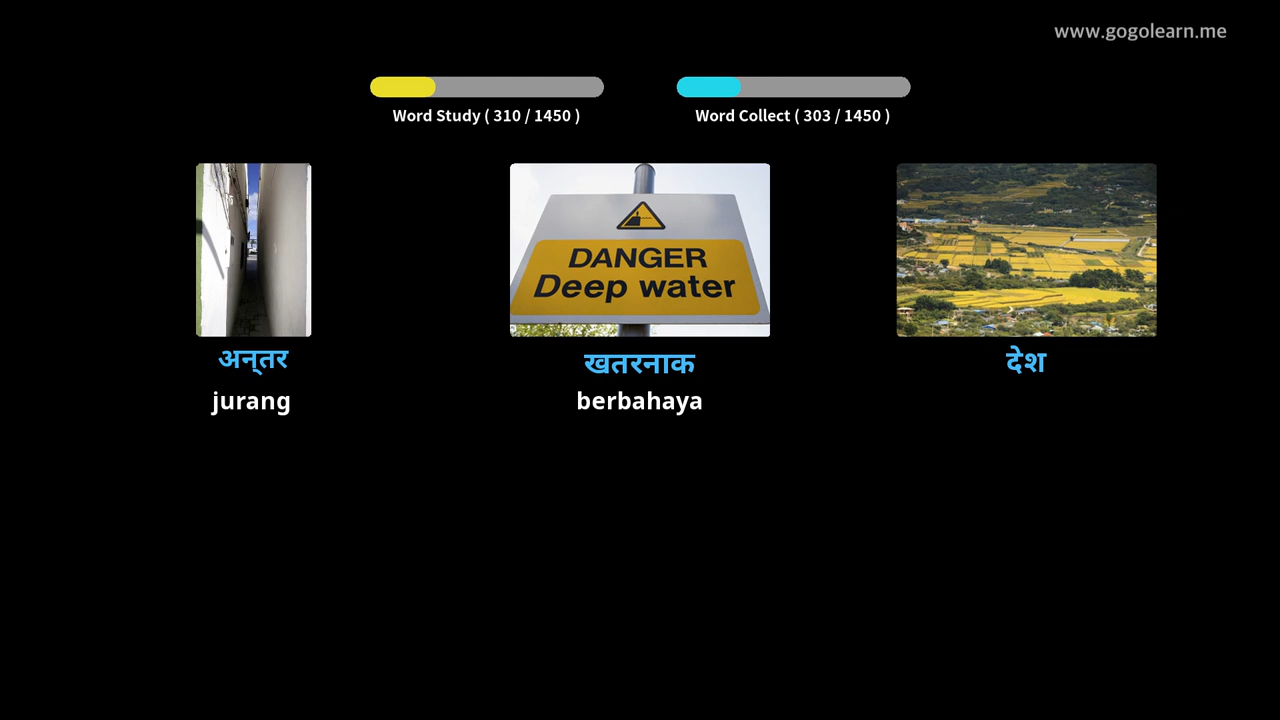 www.gogolearn.me
Word Study ( 310 / 1450 )
Word Collect ( 303 / 1450 )
DANGER
Deep water
अन्‌तर
खतरनाक
देश
jurang
berbahaya